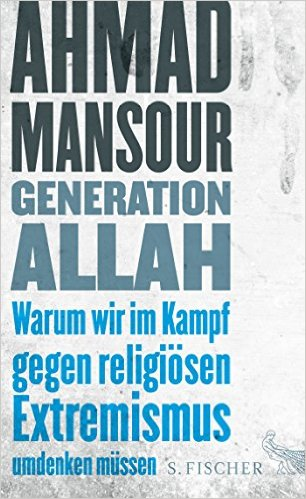 AHMAD
MANSOUR
GENERATION
ALLAH
Warum wir im Kampf
gegen religiösen
Extremismus
umdenken müssen S. FISCHER